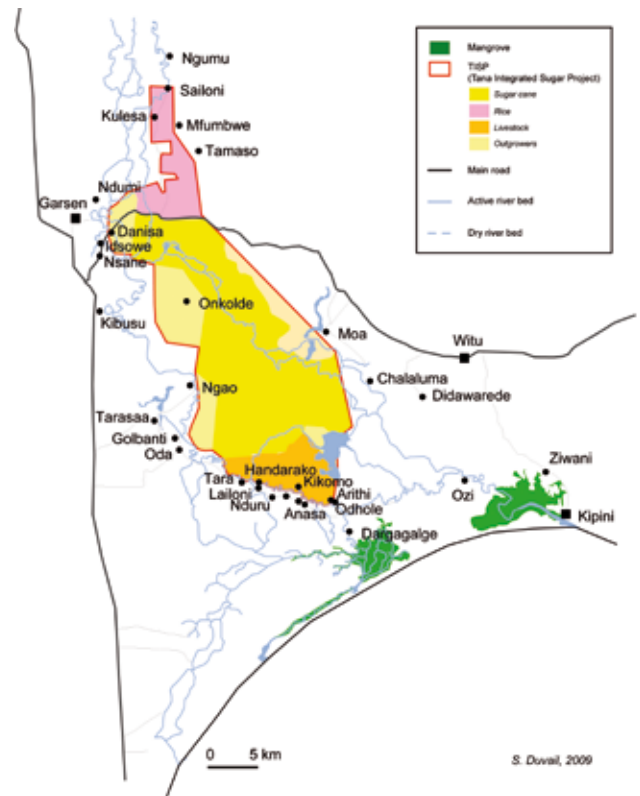 Mangrove
TISP
(Tana Integrated Sugar Project)
Sugar cane
Rice
Livestock
Outgrowers
Main road
Active river bed
Dry river bed
Ngumu
Sailoni
Kulesa
Mfumbwe
Tamaso
Ndumi
Garsen
Danisa
Idsowe
Nsane
Onkolde
Kibusu
Moa
Witu
Chalaluma
Ngao
Didawarede
Tarasaa
Golbanti
Oda
Ziwani
Handarako
Tara
Kikomo
Ozi
Lailoni
Arithi
Nduru
Odhole
Anasa
Kipini
Dargagalge
0 5 km
S. Duvail, 2009